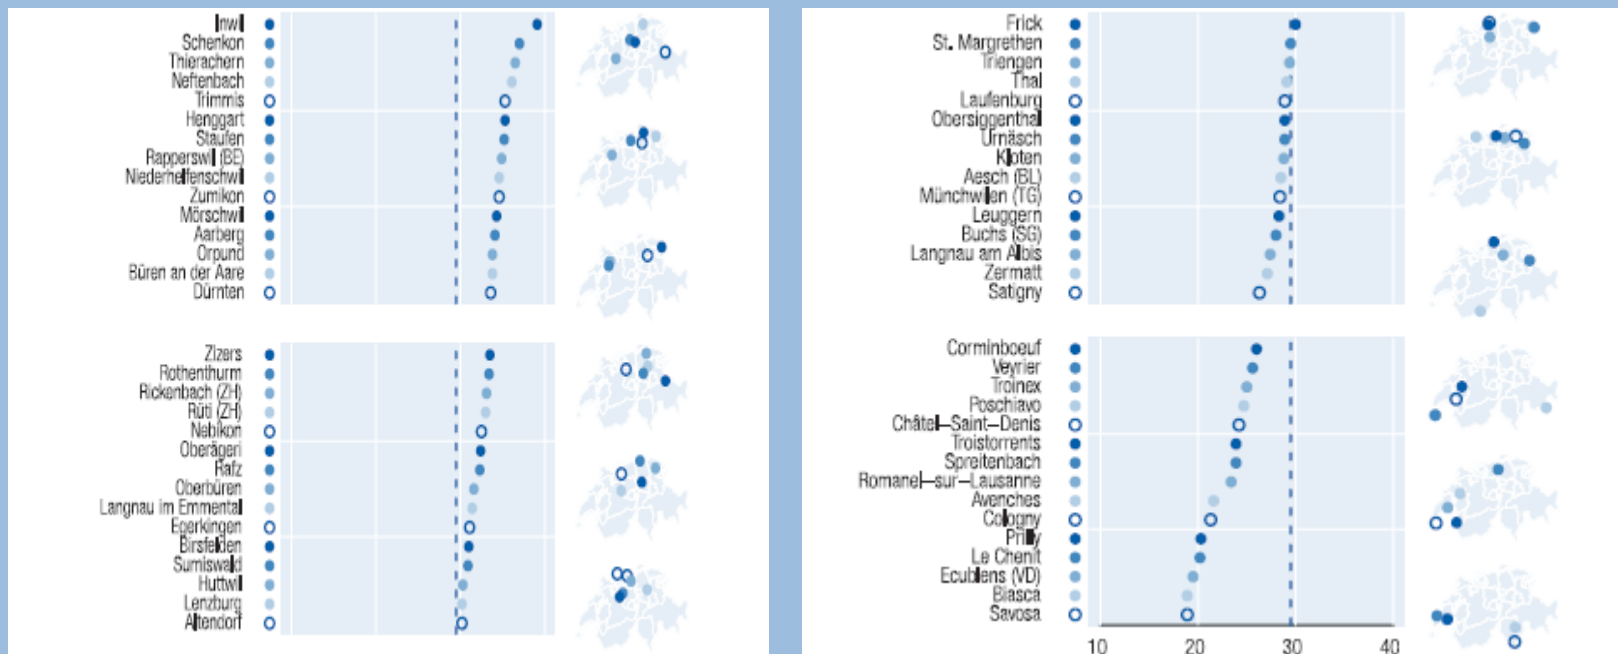 Inwil
Schenkon
Thierachern
Neftenbach
Trimmis
Henggart
Staufen
Rapperswil (BE)
Niederhelfenschwil
Zumikon
Mörschwil
Aarberg
Orpund
Büren an der Aare
Dürnten
Zizers
Rothenthurm
Rickenbach (ZH)
Rüti (ZH)
Nebikon
Oberägeri
Rafz
Oberbüren
Langnau im Emmental
Egerkingen
Birsfelden
Sumiswald
Huttwil
Lenzburg
Altendorf
Frick
St. Margrethen
Triengen
Thal
Laufenburg
Obersiggenthal
Urnäsch
Kloten
Aesch (BL)
Münchwilen (TG)
Leuggern
Buchs (SG)
Langnau am Albis
Zermatt
Satigny
Corminboeuf
Veyrier
Troinex
Poschiavo
Châtel–Saint–Denis
Troistorrents
Spreitenbach
Romanel–sur–Lausanne
Avenches
Cologny
Prilly
Le Chenit
Ecublens (VD)
Biasca
Savosa
10 20 30 40